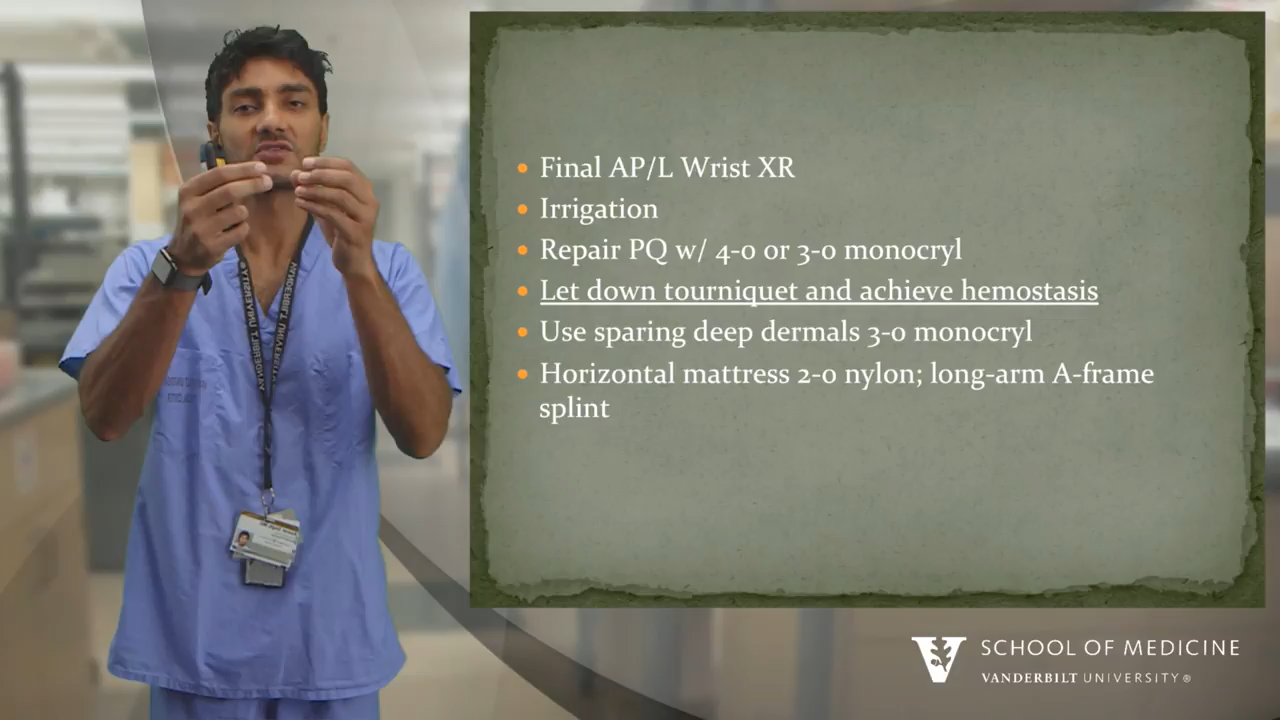 Final AP/L Wrist XR
Irrigation
Repair PQ w/ 4-0 or 3-0 monocryl
Let down tourniquet and achieve hemostasis
Use sparing deep dermals 3-0 monocryl
Horizontal mattress 2-0 nylon; long-arm A-frame
splint
VANDERBILT UNIVERSITY
SCHOOL OF MEDICINE
VANDERBILT UNIVERSITY®